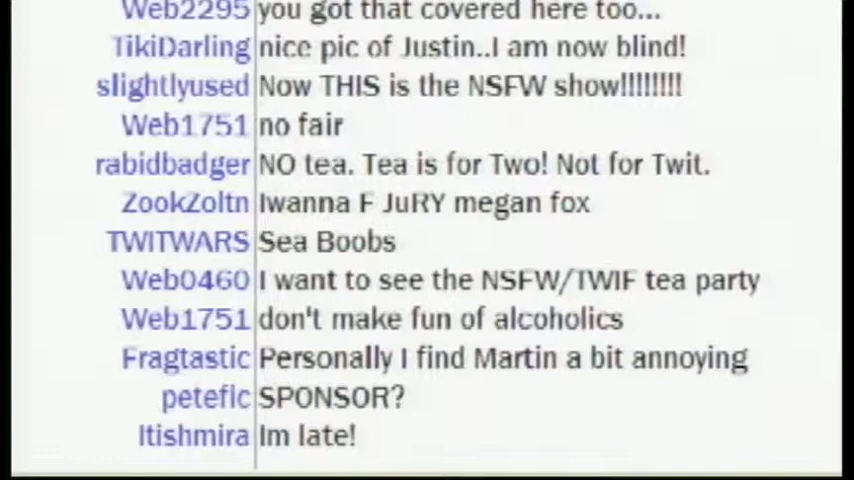 Web2295 you got that covered here too...
TikiDarling nice pic of Justin..I am now blind!
slightlyused Now THIS is the NSFW show!!!!!!!!
Web1751 no fair
rabidbadger NO tea. Tea is for Two! Not for Twit.
ZookZoltn Iwanna F JuRY megan fox
TWITWARS Sea Boobs
Web0460 I want to see the NSFW/TWIF tea party
Web1751 don't make fun of alcoholics
Fragtastic Personally I find Martin a bit annoying
petefic SPONSOR?
Itishmira Im late!